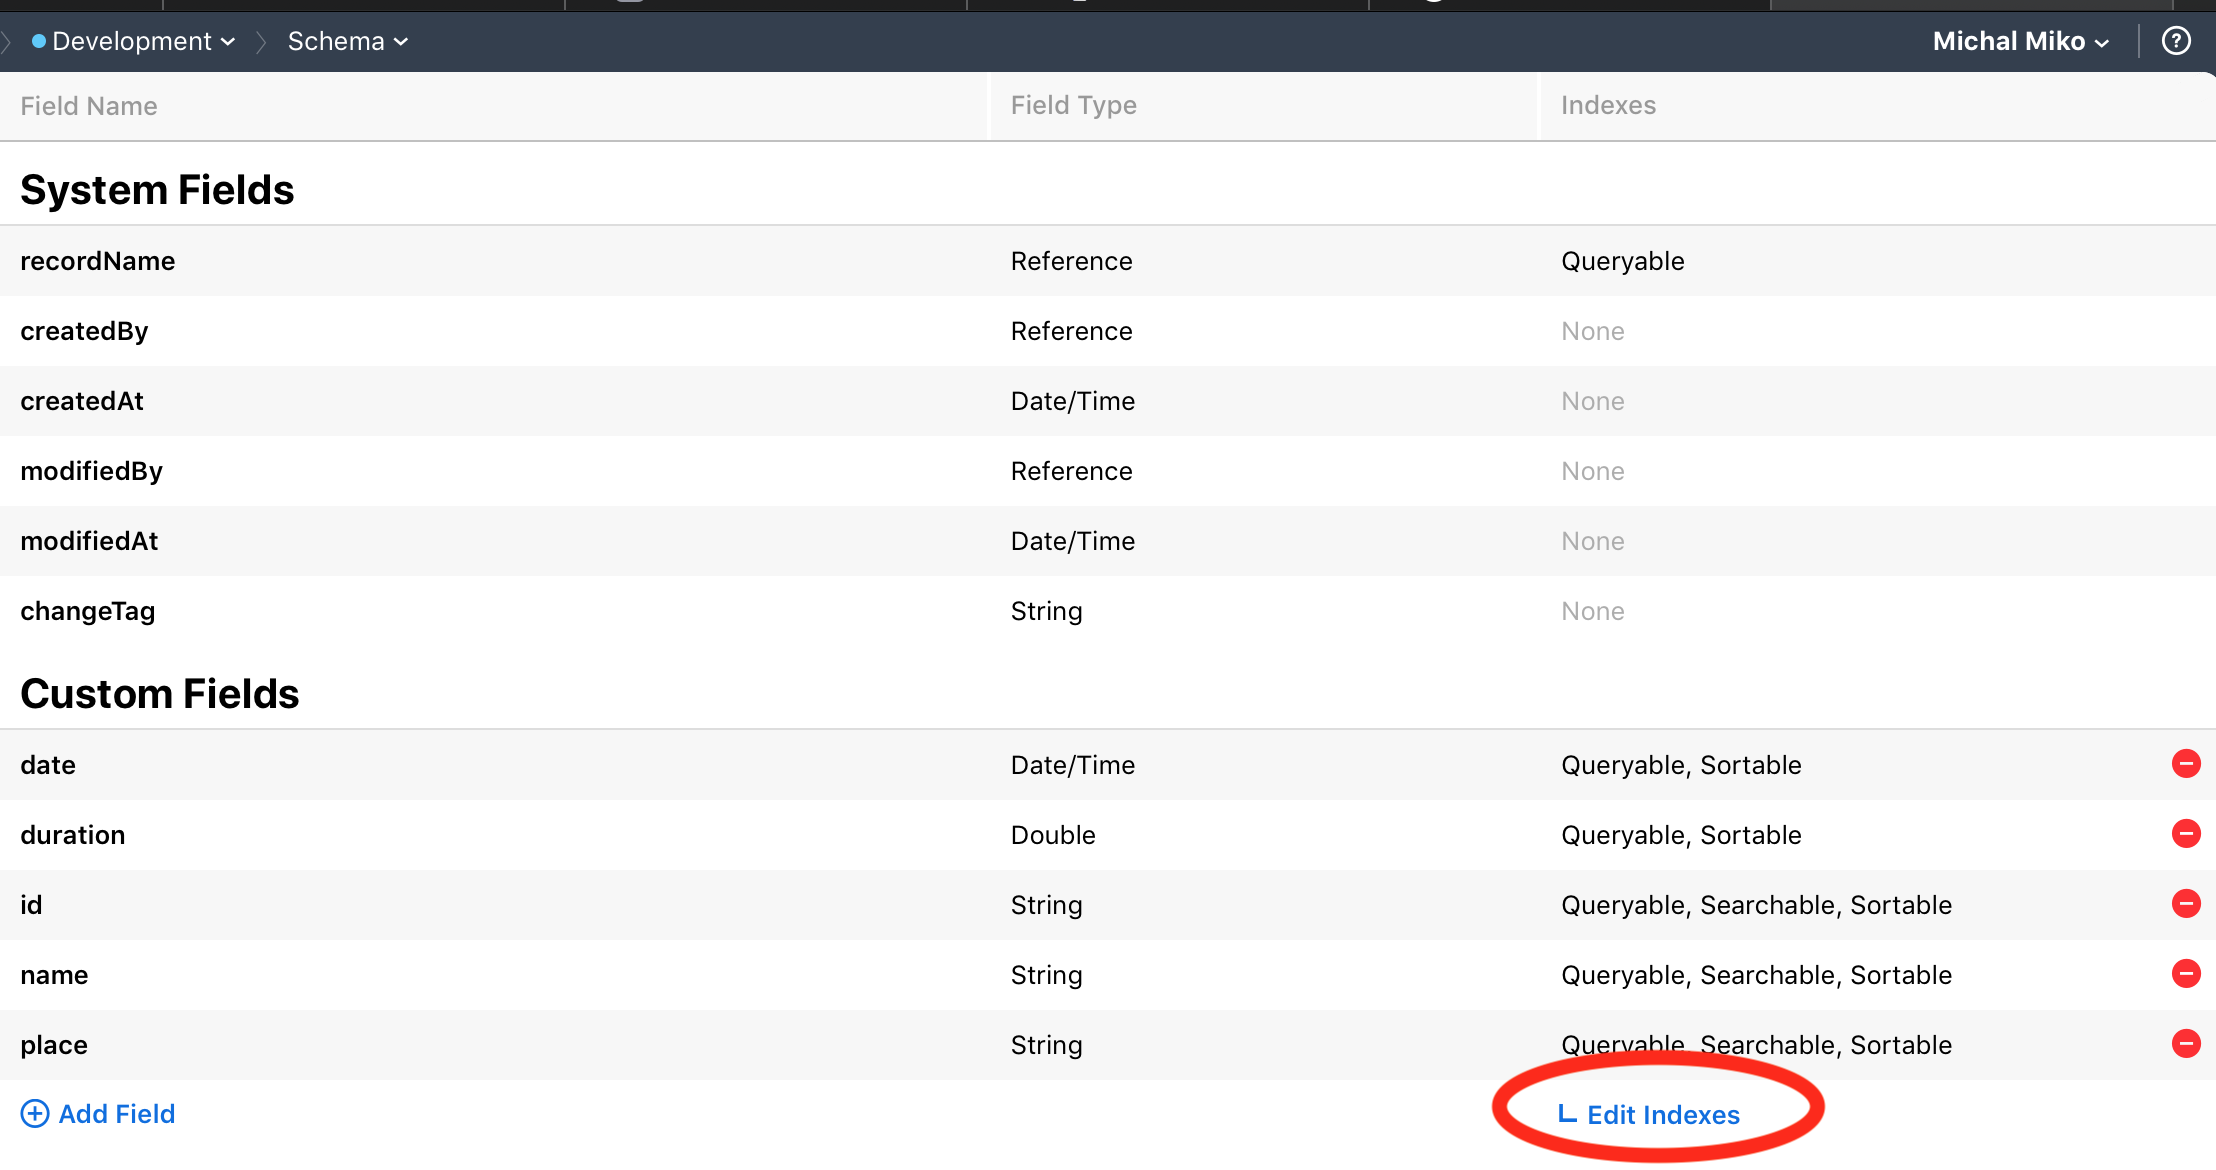 Development Schema Michal Miko ?
Field Name Field Type Indexes
System Fields
recordName Reference Queryable
createdBy Reference None
createdAt Date/Time None
modifiedBy Reference None
modifiedAt Date/Time None
changeTag String None
Custom Fields
date Date/Time Queryable, Sortable
duration Double Queryable, Sortable
id String Queryable, Searchable, Sortable
name String Queryable, Searchable, Sortable
place String Queryable, Searchable, Sortable
Add Field Edit Indexes